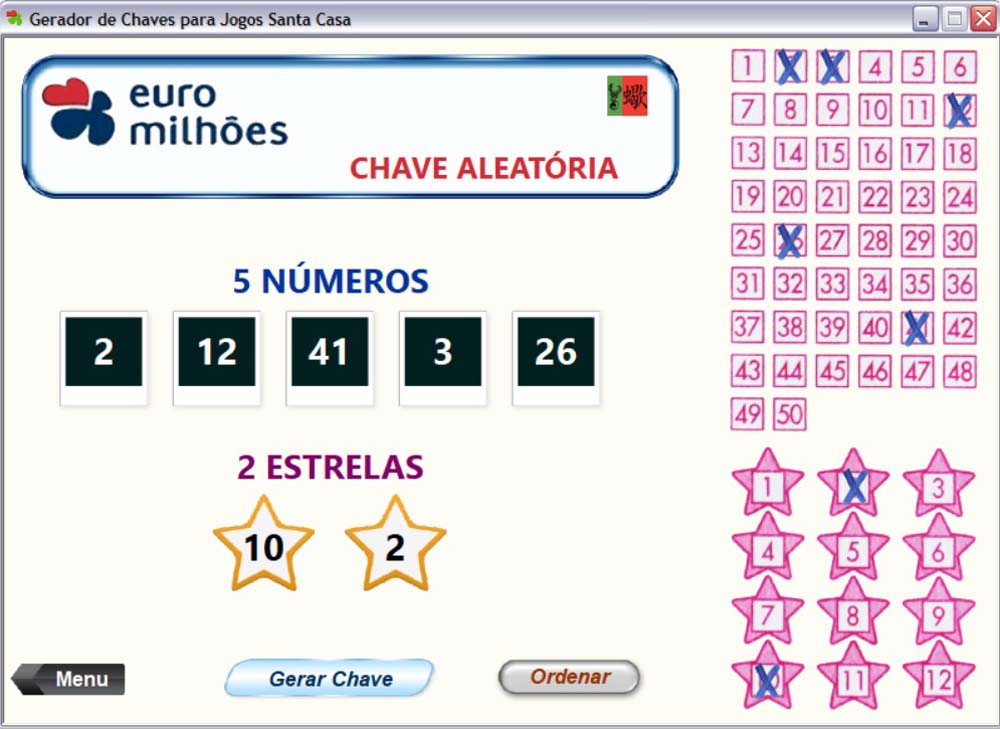 Gerador de Chaves para Jogos Santa Casa
euro
milhões
CHAVE ALEATÓRIA
5 NÚMEROS
2 12 41 3 26
2 ESTRELAS
10 2
Menu
Gerar Chave
Ordenar
1 4 5 6
7 8 9 10 11
13 14 15 16 17 18
19 20 21 22 23 24
25 27 28 29 30
31 32 33 34 35 36
37 38 39 40 42
43 44 45 46 47 48
49 50
1 3
4 5 6
7 8 9
11 12